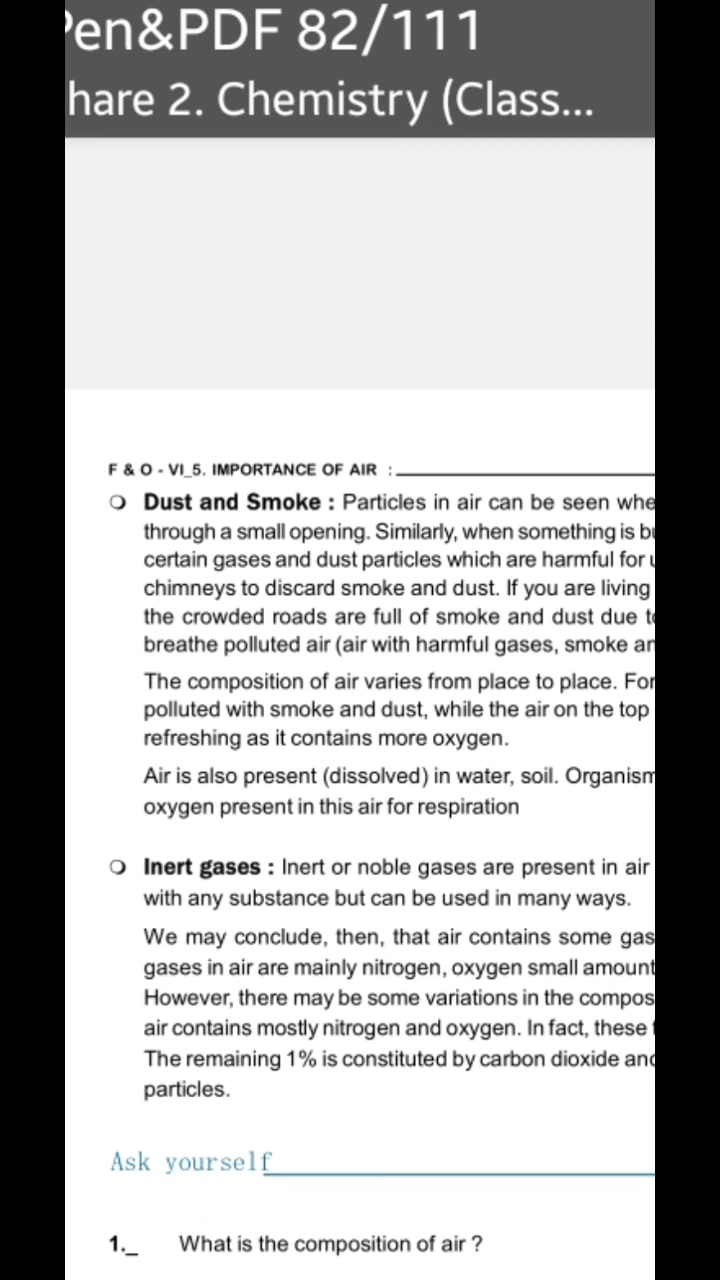 Pen&PDF 82/111
hare 2. Chemistry (Class...
F & O - VI_5. IMPORTANCE OF AIR :
Dust and Smoke : Particles in air can be seen whe
through a small opening. Similarly, when something is
certain gases and dust particles which are harmful for
chimneys to discard smoke and dust. If you are living
the crowded roads are full of smoke and dust due
breathe polluted air (air with harmful gases, smoke
The composition of air varies from place to place. For
polluted with smoke and dust, while the air on the top
refreshing as it contains more oxygen.
Air is also present (dissolved) in water, soil. Organism
oxygen present in this air for respiration
Inert gases : Inert or noble gases are present in air
with any substance but can be used in many ways.
We may conclude, then, that air contains some gas
gases in air are mainly nitrogen, oxygen small amount
However, there may be some variations in the compos
air contains mostly nitrogen and oxygen. In fact, these
The remaining 1% is constituted by carbon dioxide and
particles.
Ask yourself
1._ What is the composition of air ?